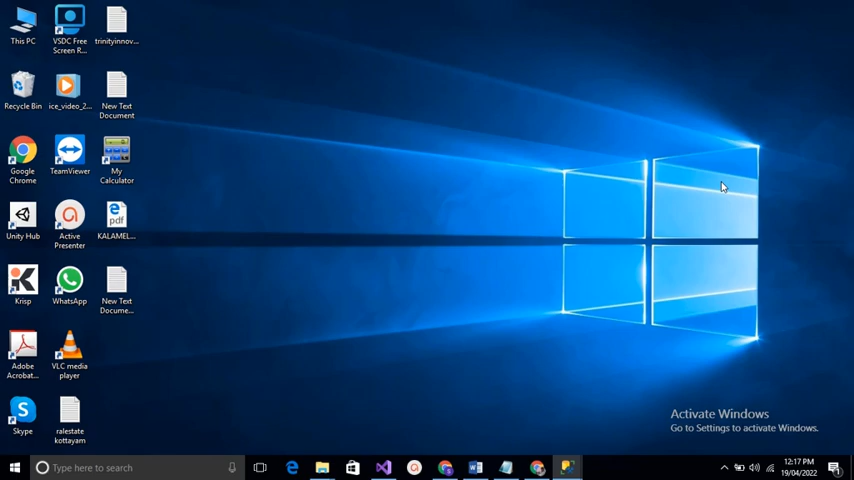 This PC
VSDC Free
Screen R...
trinityinnov...
Recycle Bin
ice_video_2...
New Text
Document
Google
Chrome
TeamViewer
My
Calculator
Unity Hub
Active
Presenter
pdf
KALAMEL...
Krisp
WhatsApp
New Text
Docume...
Adobe
Acrobat...
VLC media
player
Skype
ralestate
kottayam
Activate Windows
Go to Settings to activate Windows.
Type here to search
12:17 PM
19/04/2022
1